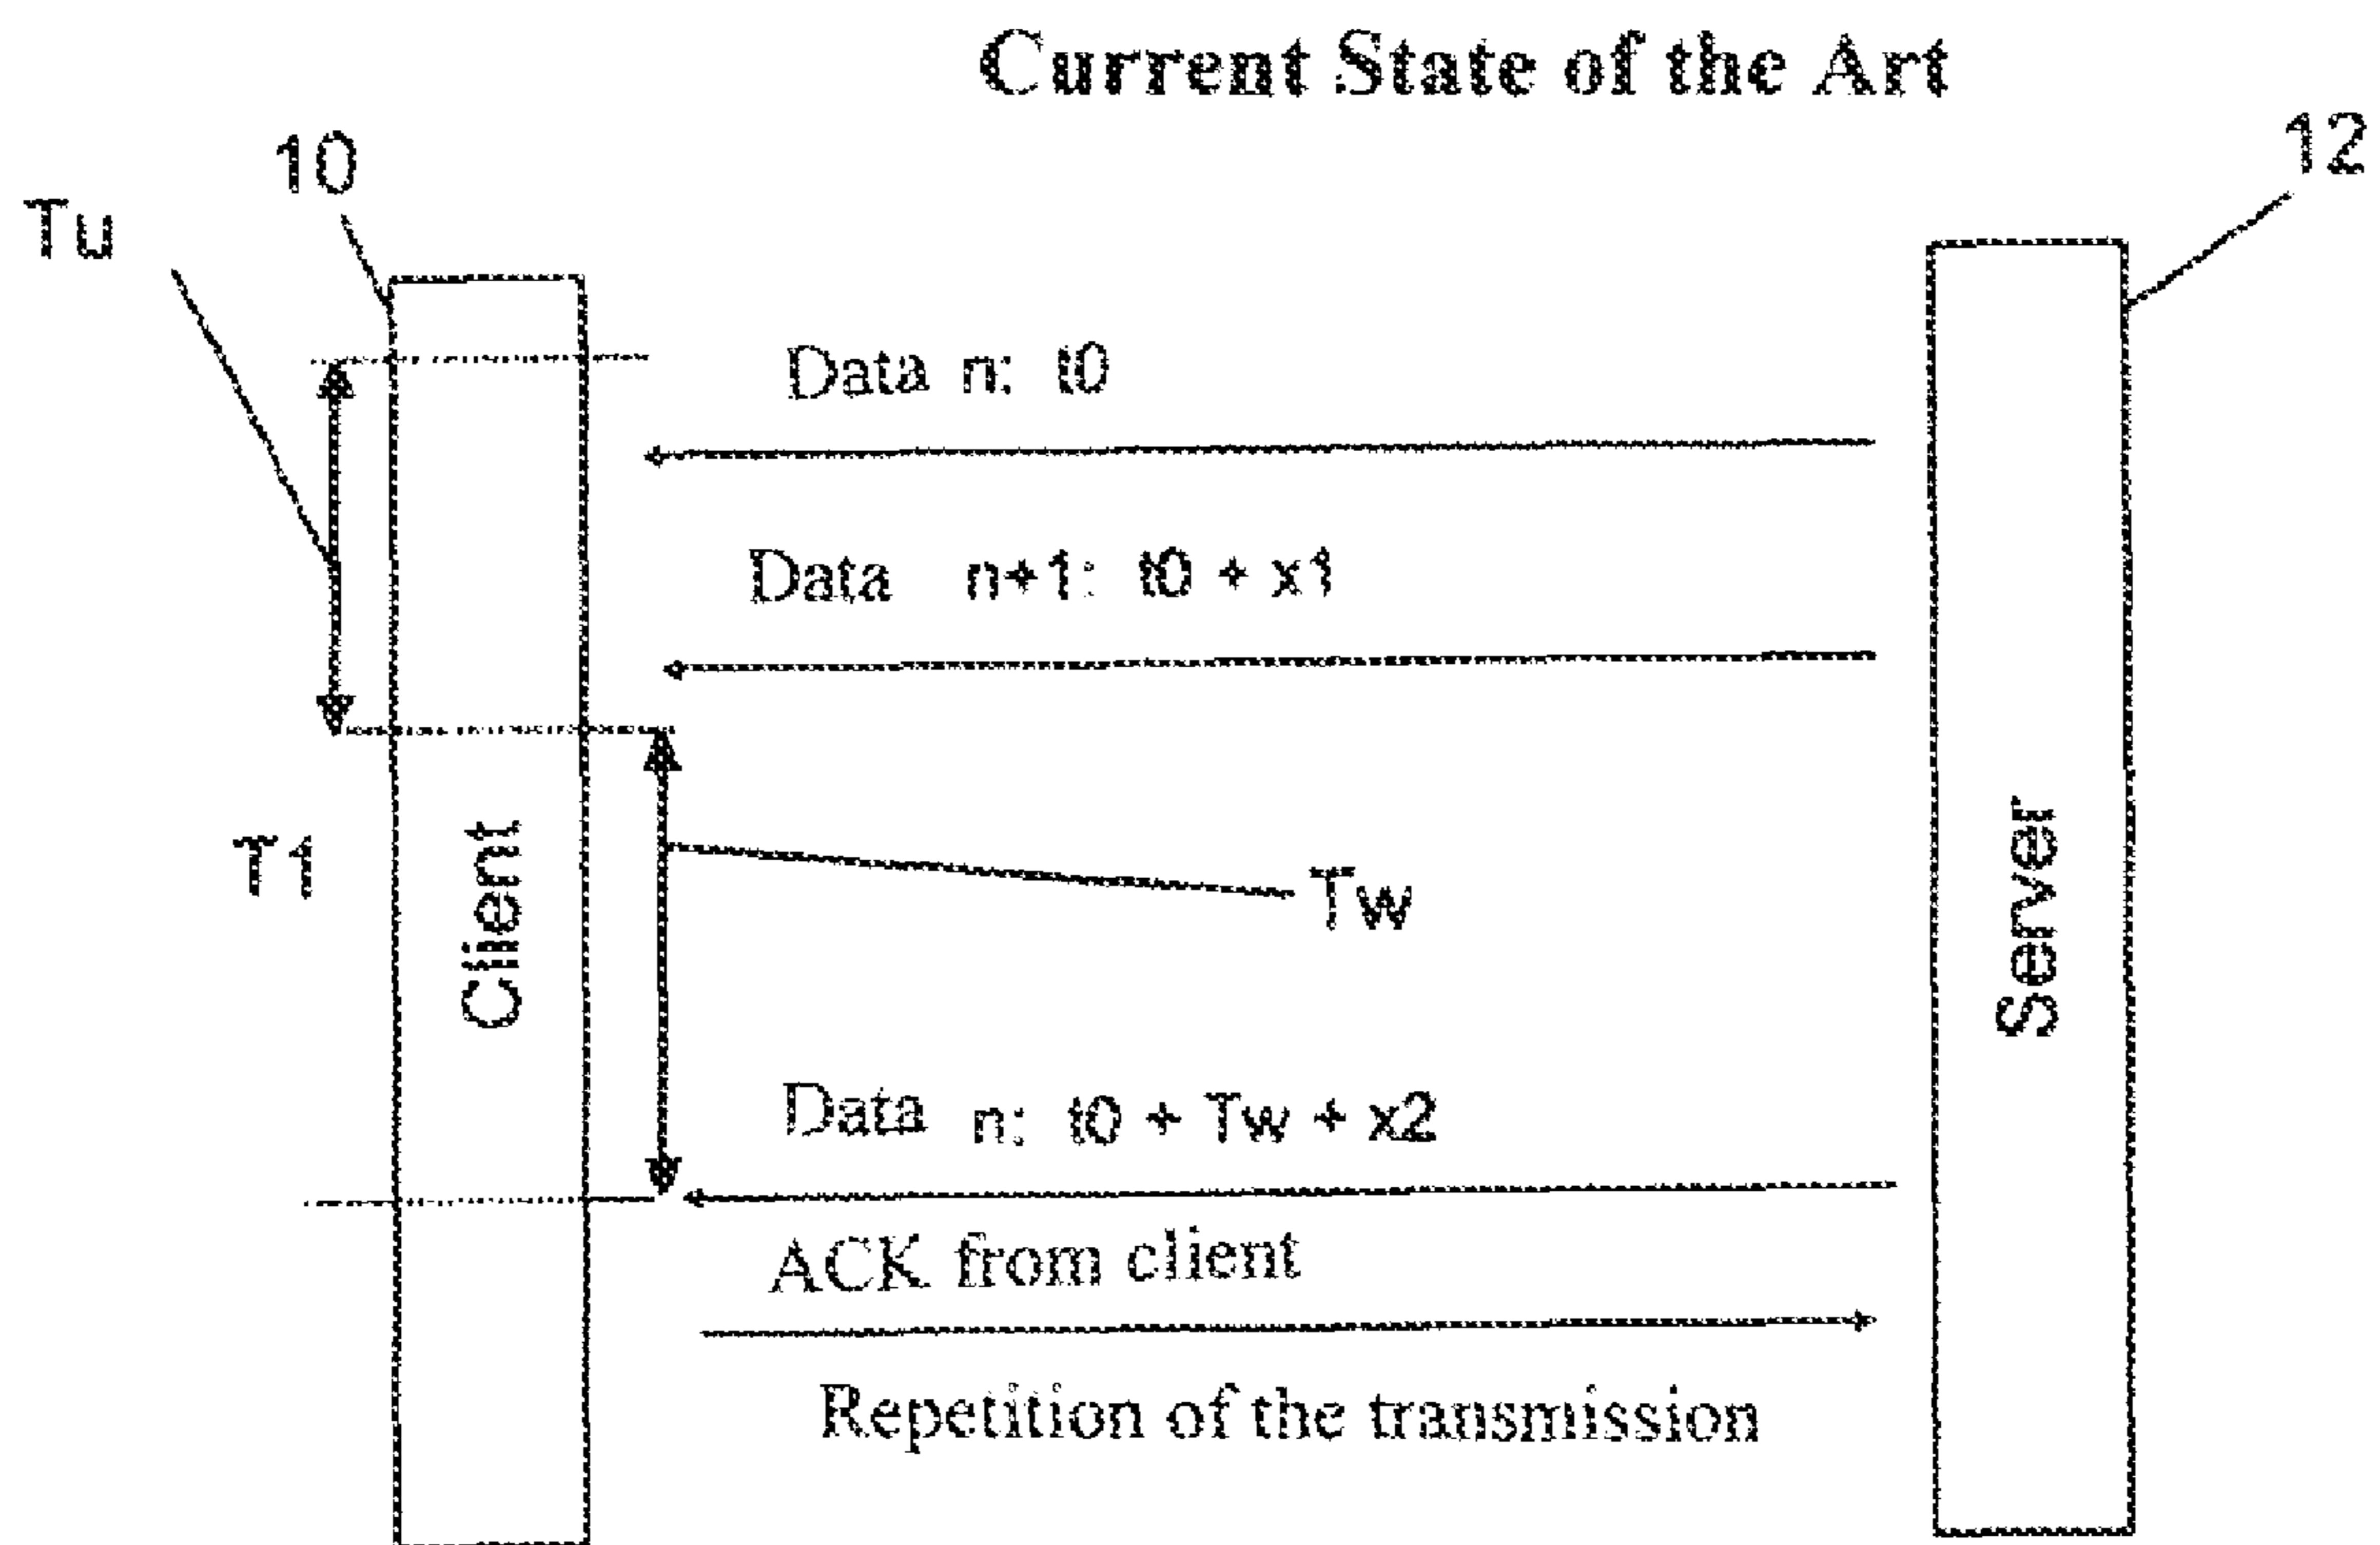 Current State of the Art
10
12
Tu
Data n: t0
Data n+1: t0 + x1
T1
Client
Tw
Server
Data n: t0 + Tw + x2
ACK from client
Repetition of the transmission